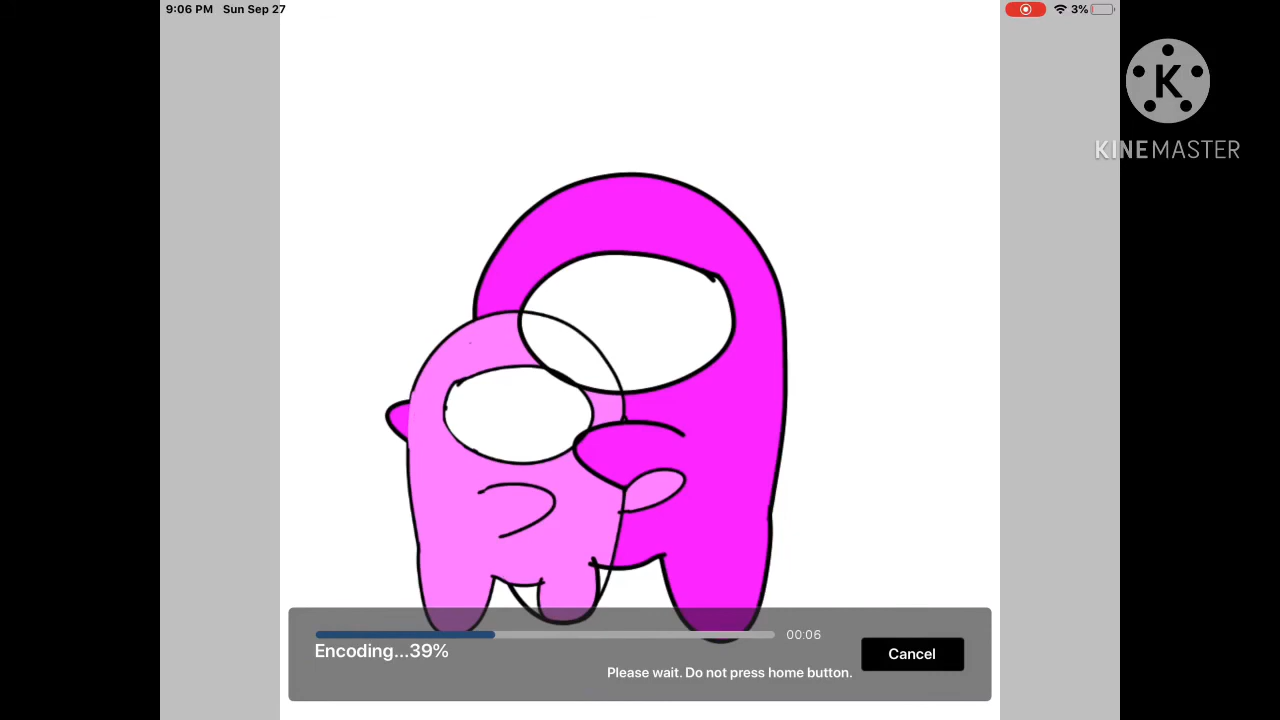 9:06 PM Sun Sep 27
3%
K
KINEMASTER
00:06
Encoding...39%
Cancel
Please wait. Do not press home button.